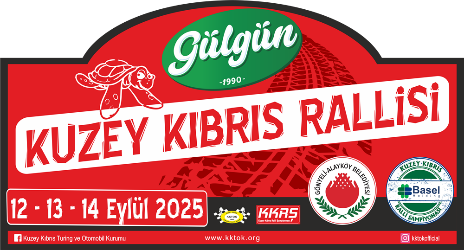 Gülgün
-1990-
KUZEY KIBRIS RALLİSİ
12 - 13 - 14 Eylül 2025
KKRS
GÖNYELİ-ALAYKÖY BELEDİYESİ
KUZEY KIBRIS
Basel
RALLİ ŞAMPİYONASI
Kuzey Kıbrıs Turing ve Otomobil Kurumu
www.kktok.org
kktokofficial